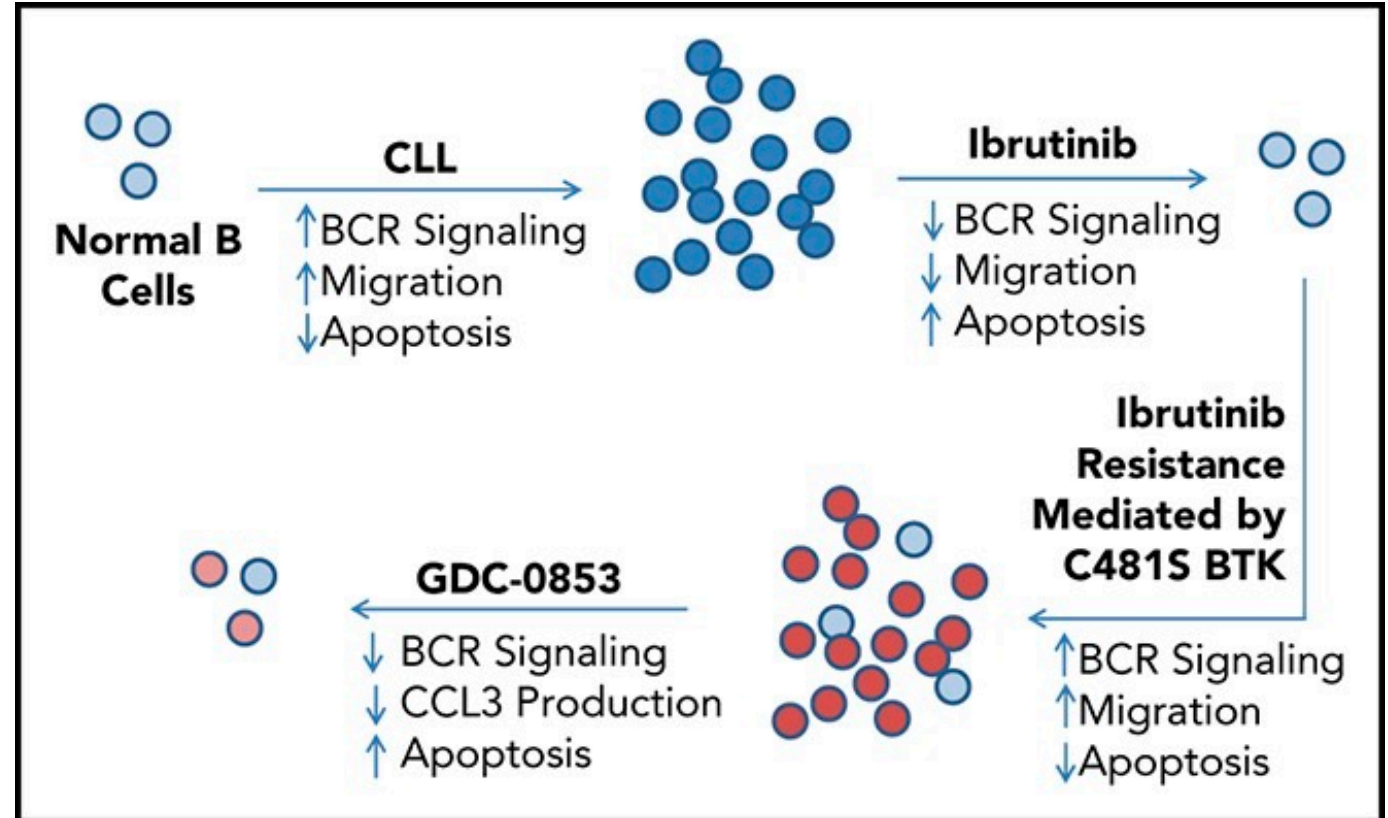 Normal B
Cells
CLL
↑BCR Signaling
↑Migration
↓Apoptosis
Ibrutinib
↓ BCR Signaling
↓ Migration
↑ Apoptosis
Ibrutinib
Resistance
Mediated by
C481S BTK
↑BCR Signaling
↑Migration
↓Apoptosis
GDC-0853
↓ BCR Signaling
↓ CCL3 Production
↑ Apoptosis